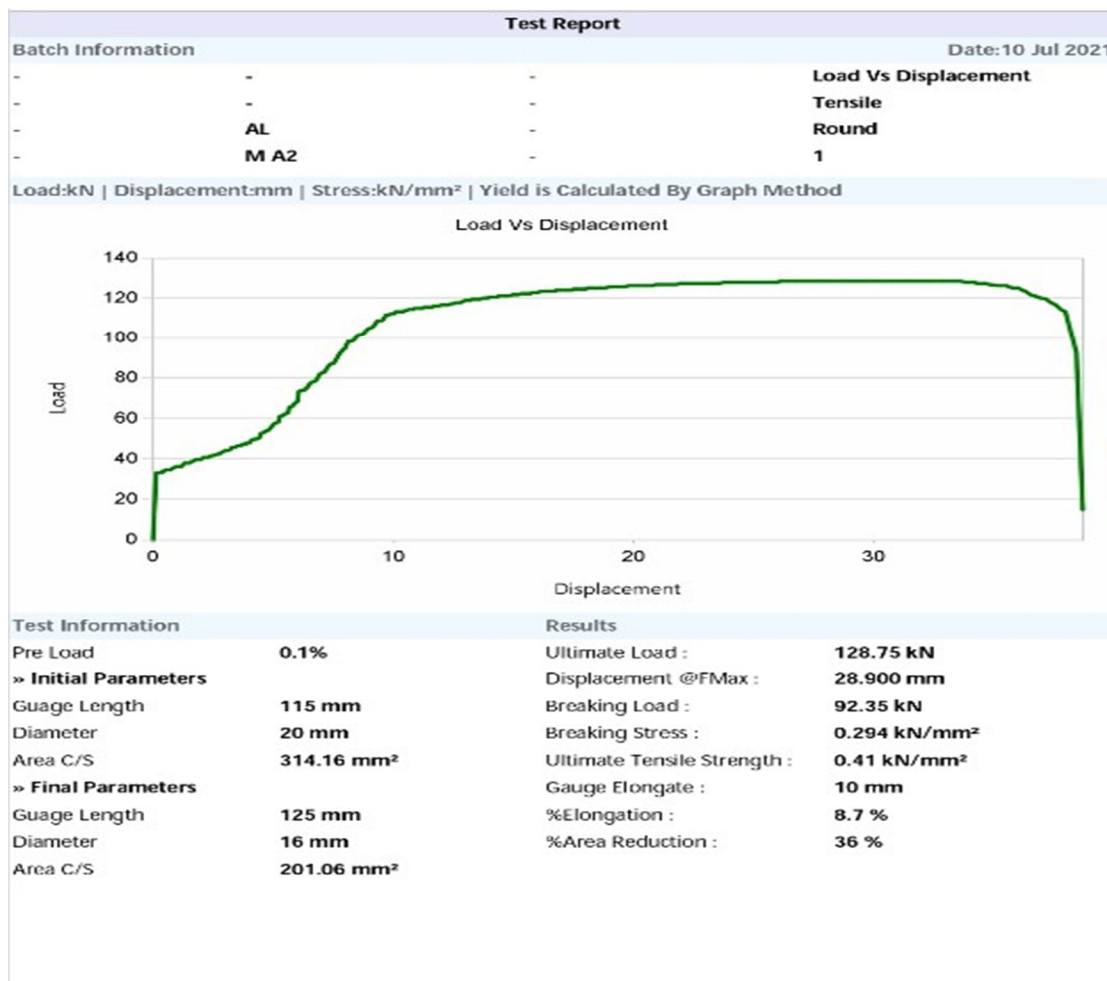 Test Report
Batch Information Date:10 Jul 2021
- - - Load Vs Displacement
- - - Tensile
- AL - Round
- M A2 - 1
Load:kN | Displacement:mm | Stress:kN/mm² | Yield is Calculated By Graph Method
Load Vs Displacement
140
120
100
80
60
40
20
0
Load
0 10 20 30
Displacement
Test Information Results
Pre Load 0.1% Ultimate Load : 128.75 kN
» Initial Parameters Displacement @FMax : 28.900 mm
Guage Length 115 mm Breaking Load : 92.35 kN
Diameter 20 mm Breaking Stress : 0.294 kN/mm²
Area C/S 314.16 mm² Ultimate Tensile Strength : 0.41 kN/mm²
» Final Parameters Gauge Elongate : 10 mm
Guage Length 125 mm %Elongation : 8.7 %
Diameter 16 mm %Area Reduction : 36 %
Area C/S 201.06 mm²